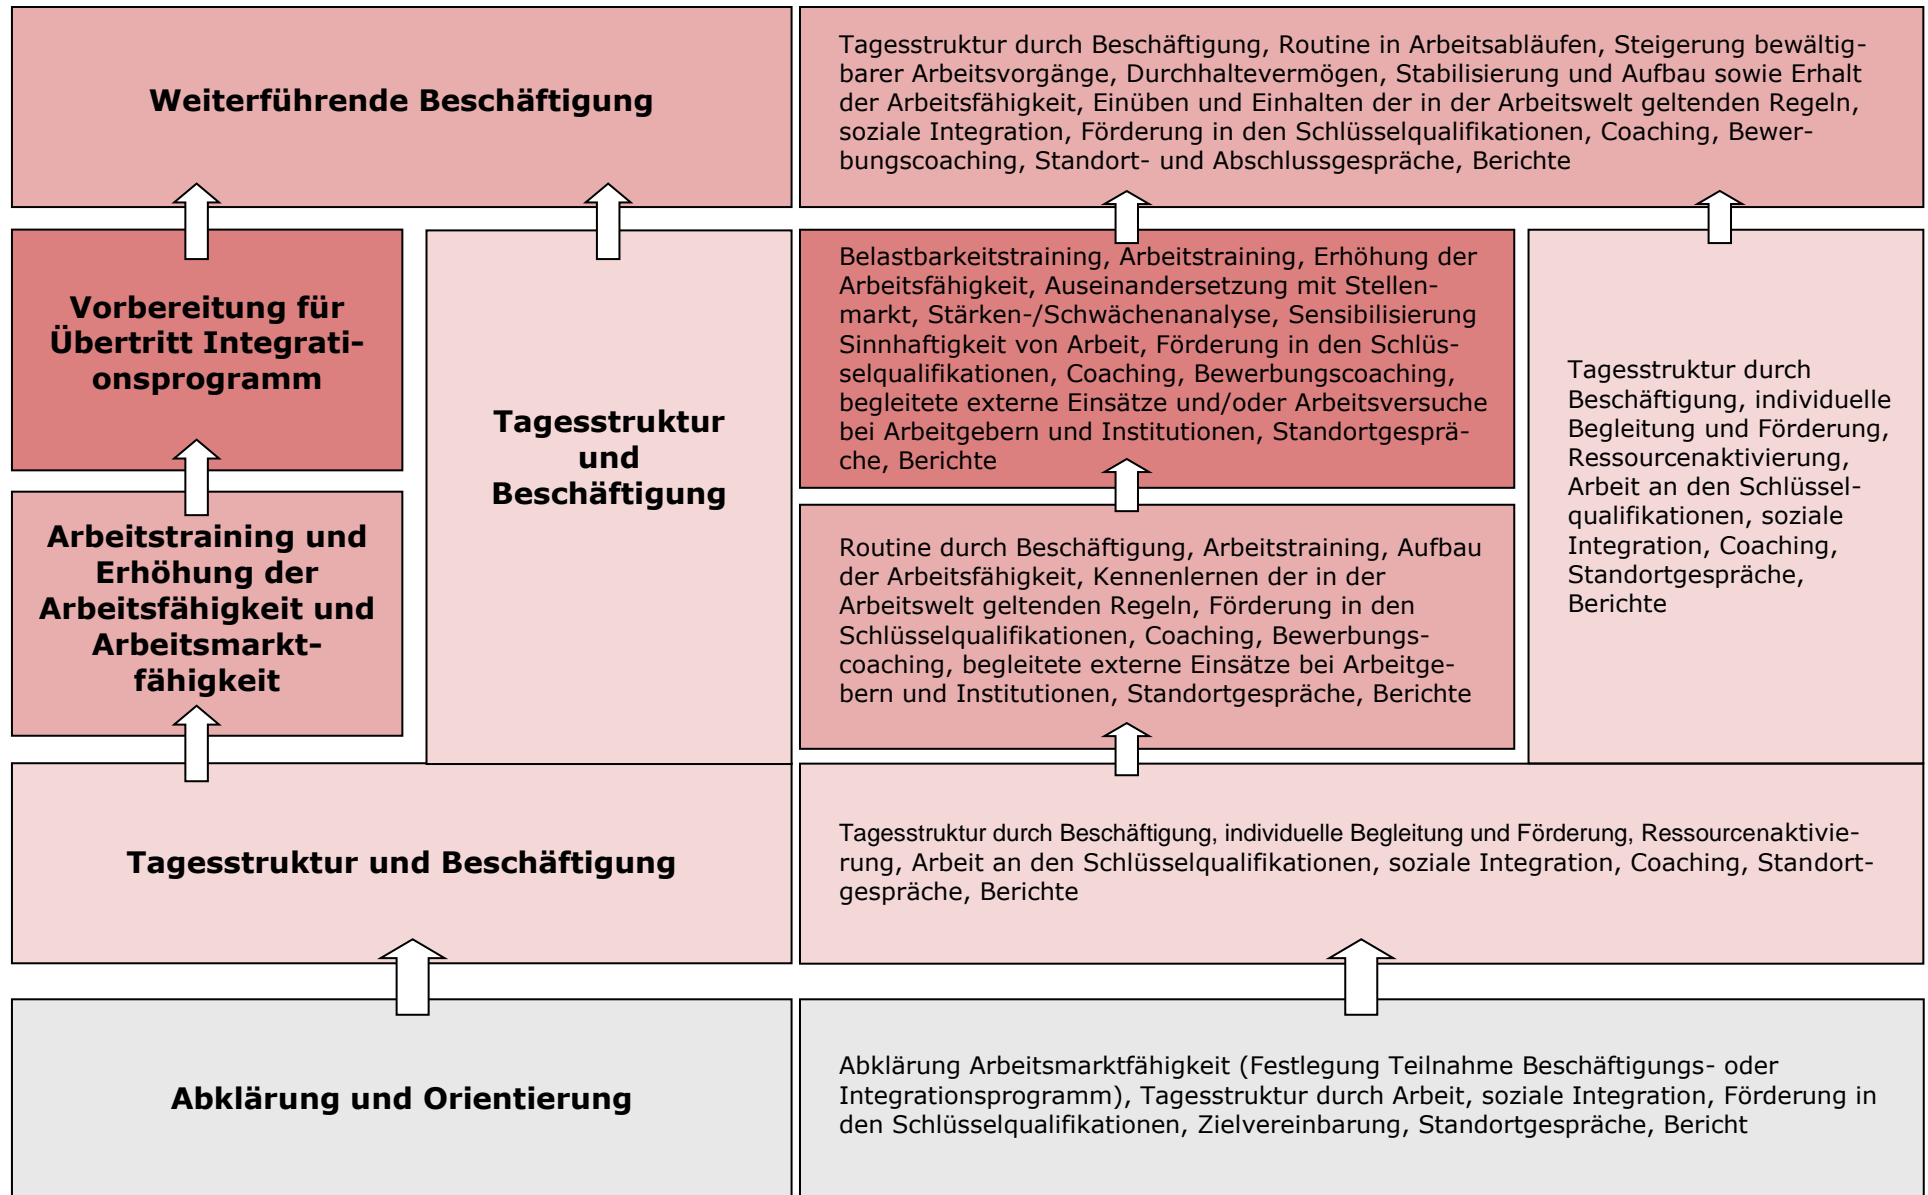 Weiterführende Beschäftigung
Tagesstruktur durch Beschäftigung, Routine in Arbeitsabläufen, Steigerung bewältig-
barer Arbeitsvorgänge, Durchhaltevermögen, Stabilisierung und Aufbau sowie Erhalt
der Arbeitsfähigkeit, Einüben und Einhalten der in der Arbeitswelt geltenden Regeln,
soziale Integration, Förderung in den Schlüsselqualifikationen, Coaching, Bewer-
bungscoaching, Standort- und Abschlussgespräche, Berichte
Vorbereitung für
Übertritt Integrati-
onsprogramm
Tagesstruktur
und
Beschäftigung
Belastbarkeitstraining, Arbeitstraining, Erhöhung der
Arbeitsfähigkeit, Auseinandersetzung mit Stellen-
markt, Stärken-/Schwächenanalyse, Sensibilisierung
Sinnhaftigkeit von Arbeit, Förderung in den Schlüs-
selqualifikationen, Coaching, Bewerbungscoaching,
begleitete externe Einsätze und/oder Arbeitsversuche
bei Arbeitgebern und Institutionen, Standortgesprä-
che, Berichte
Tagesstruktur durch
Beschäftigung, individuelle
Begleitung und Förderung,
Ressourcenaktivierung,
Arbeit an den Schlüssel-
qualifikationen, soziale
Integration, Coaching,
Standortgespräche,
Berichte
Arbeitstraining und
Erhöhung der
Arbeitsfähigkeit und
Arbeitsmarkt-
fähigkeit
Routine durch Beschäftigung, Arbeitstraining, Aufbau
der Arbeitsfähigkeit, Kennenlernen der in der
Arbeitswelt geltenden Regeln, Förderung in den
Schlüsselqualifikationen, Coaching, Bewerbungs-
coaching, begleitete externe Einsätze bei Arbeitge-
bern und Institutionen, Standortgespräche, Berichte
Tagesstruktur und Beschäftigung
Tagesstruktur durch Beschäftigung, individuelle Begleitung und Förderung, Ressourcenaktivie-
rung, Arbeit an den Schlüsselqualifikationen, soziale Integration, Coaching, Standort-
gespräche, Berichte
Abklärung und Orientierung
Abklärung Arbeitsmarktfähigkeit (Festlegung Teilnahme Beschäftigungs- oder
Integrationsprogramm), Tagesstruktur durch Arbeit, soziale Integration, Förderung in
den Schlüsselqualifikationen, Zielvereinbarung, Standortgespräche, Bericht